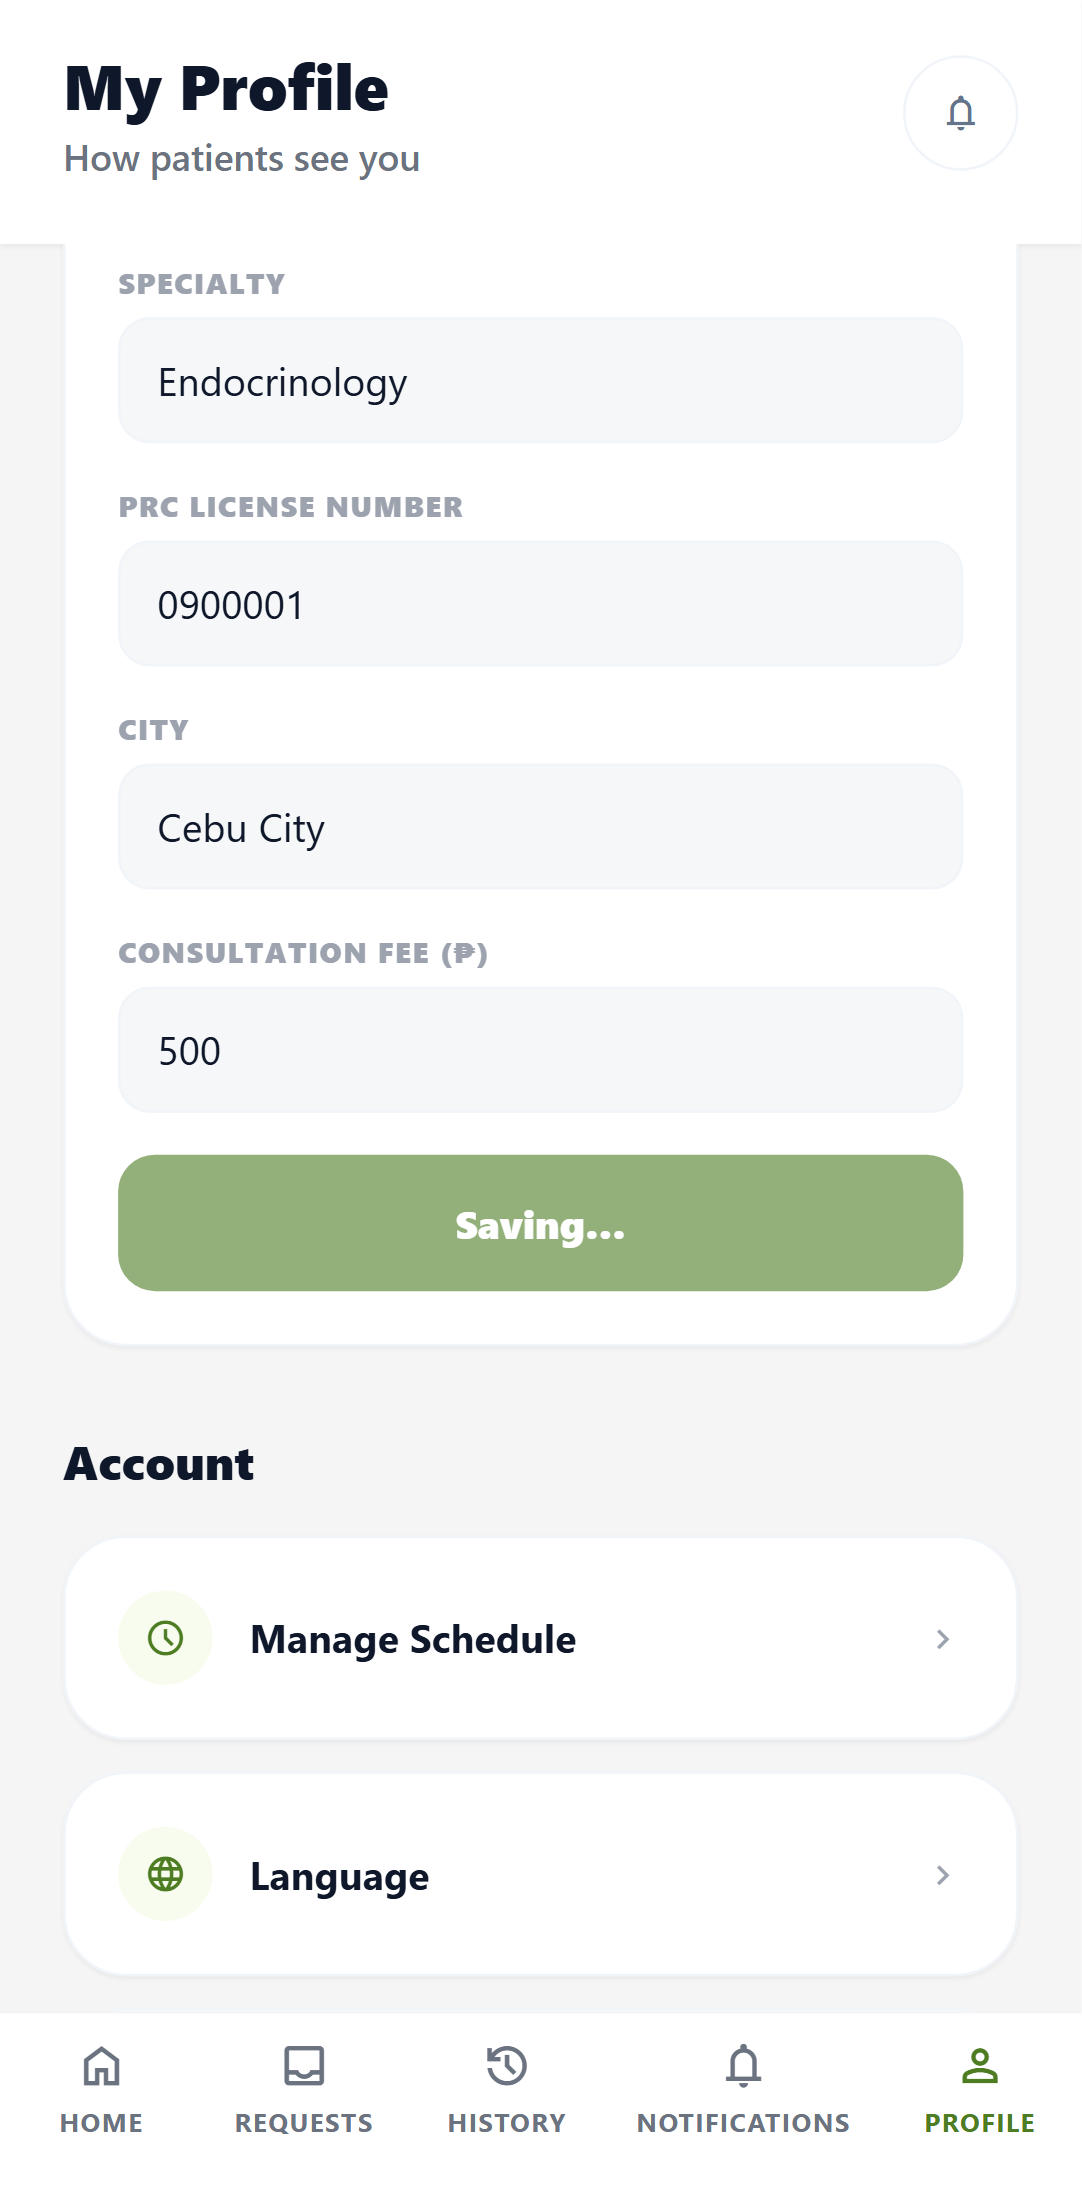 My Profile
How patients see you
SPECIALTY
Endocrinology
PRC LICENSE NUMBER
0900001
CITY
Cebu City
CONSULTATION FEE (₱)
500
Saving...
Account
Manage Schedule
Language
HOME
REQUESTS
HISTORY
NOTIFICATIONS
PROFILE